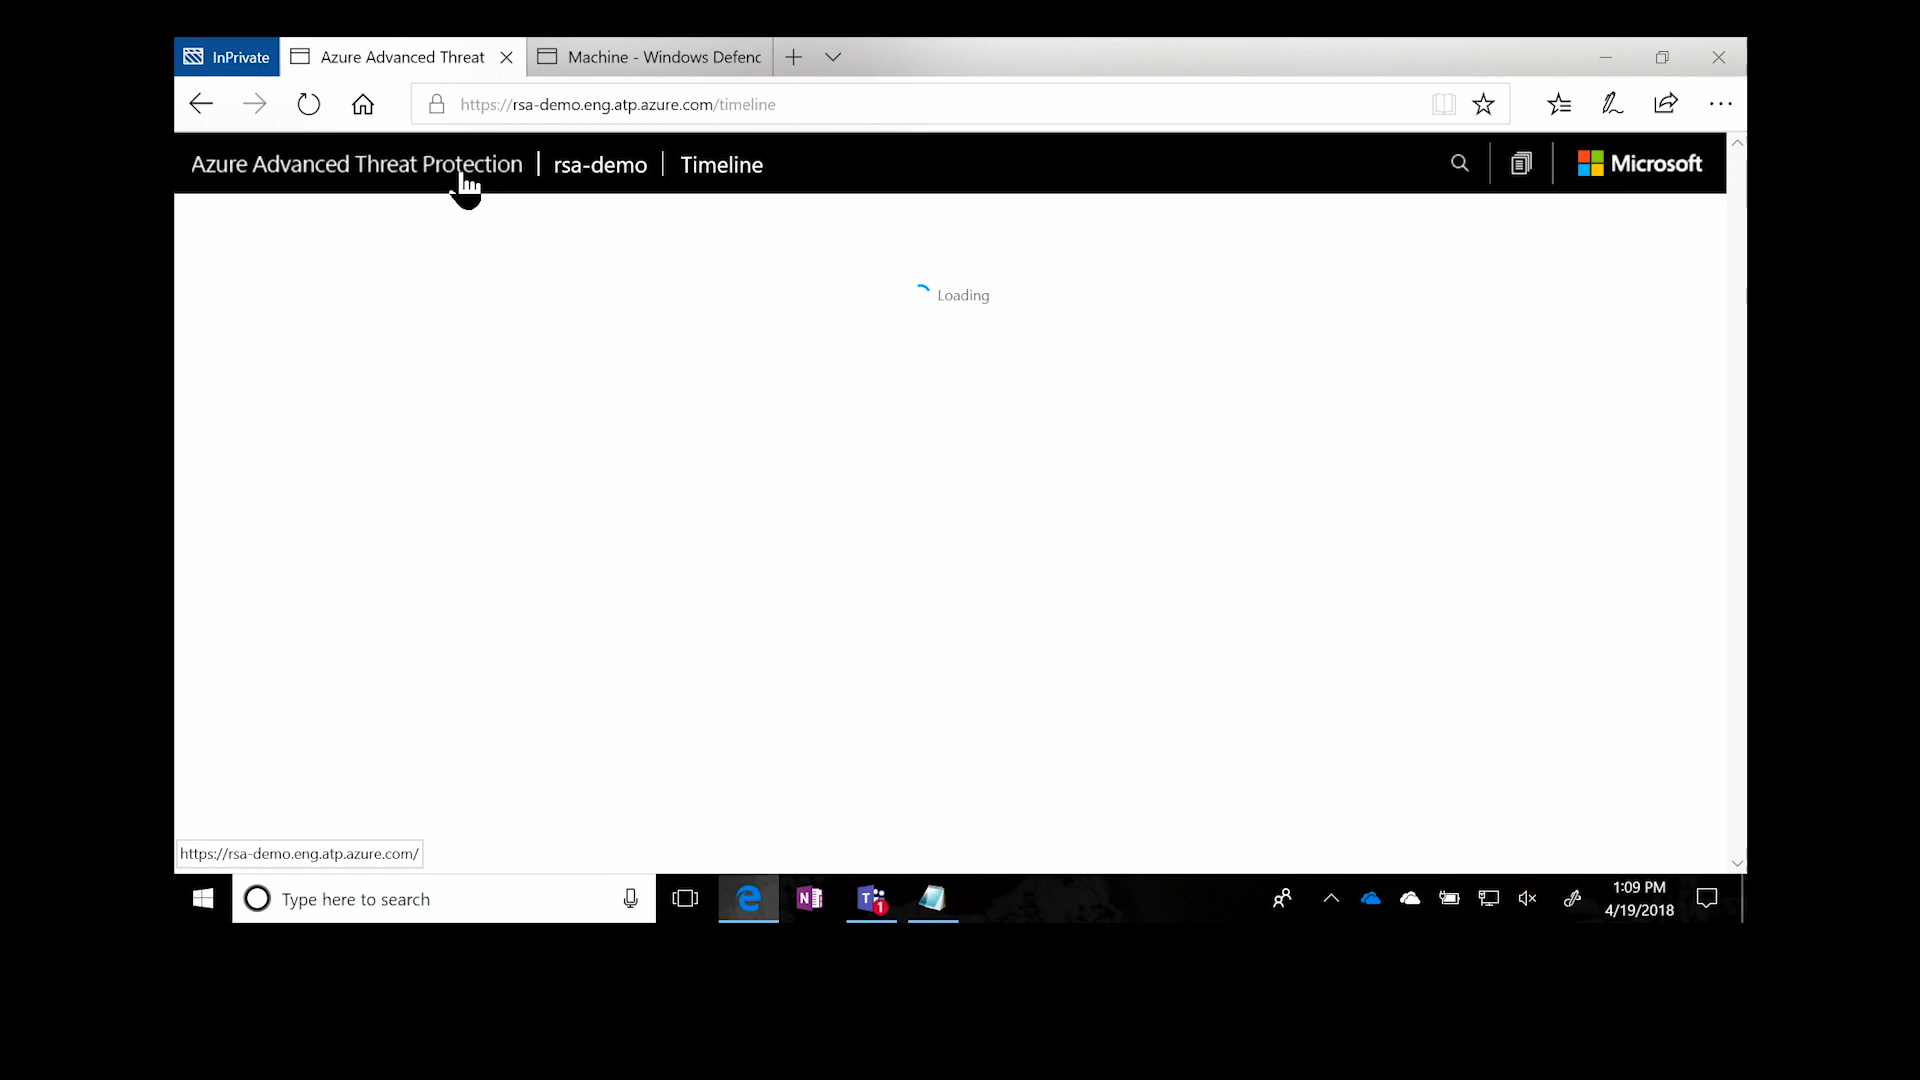 InPrivate
Azure Advanced Threat
Machine - Windows Defenc
https://rsa-demo.eng.atp.azure.com/timeline
Azure Advanced Threat Protection | rsa-demo | Timeline
Microsoft
Loading
https://rsa-demo.eng.atp.azure.com/
Type here to search
N
T
1
1:09 PM
4/19/2018